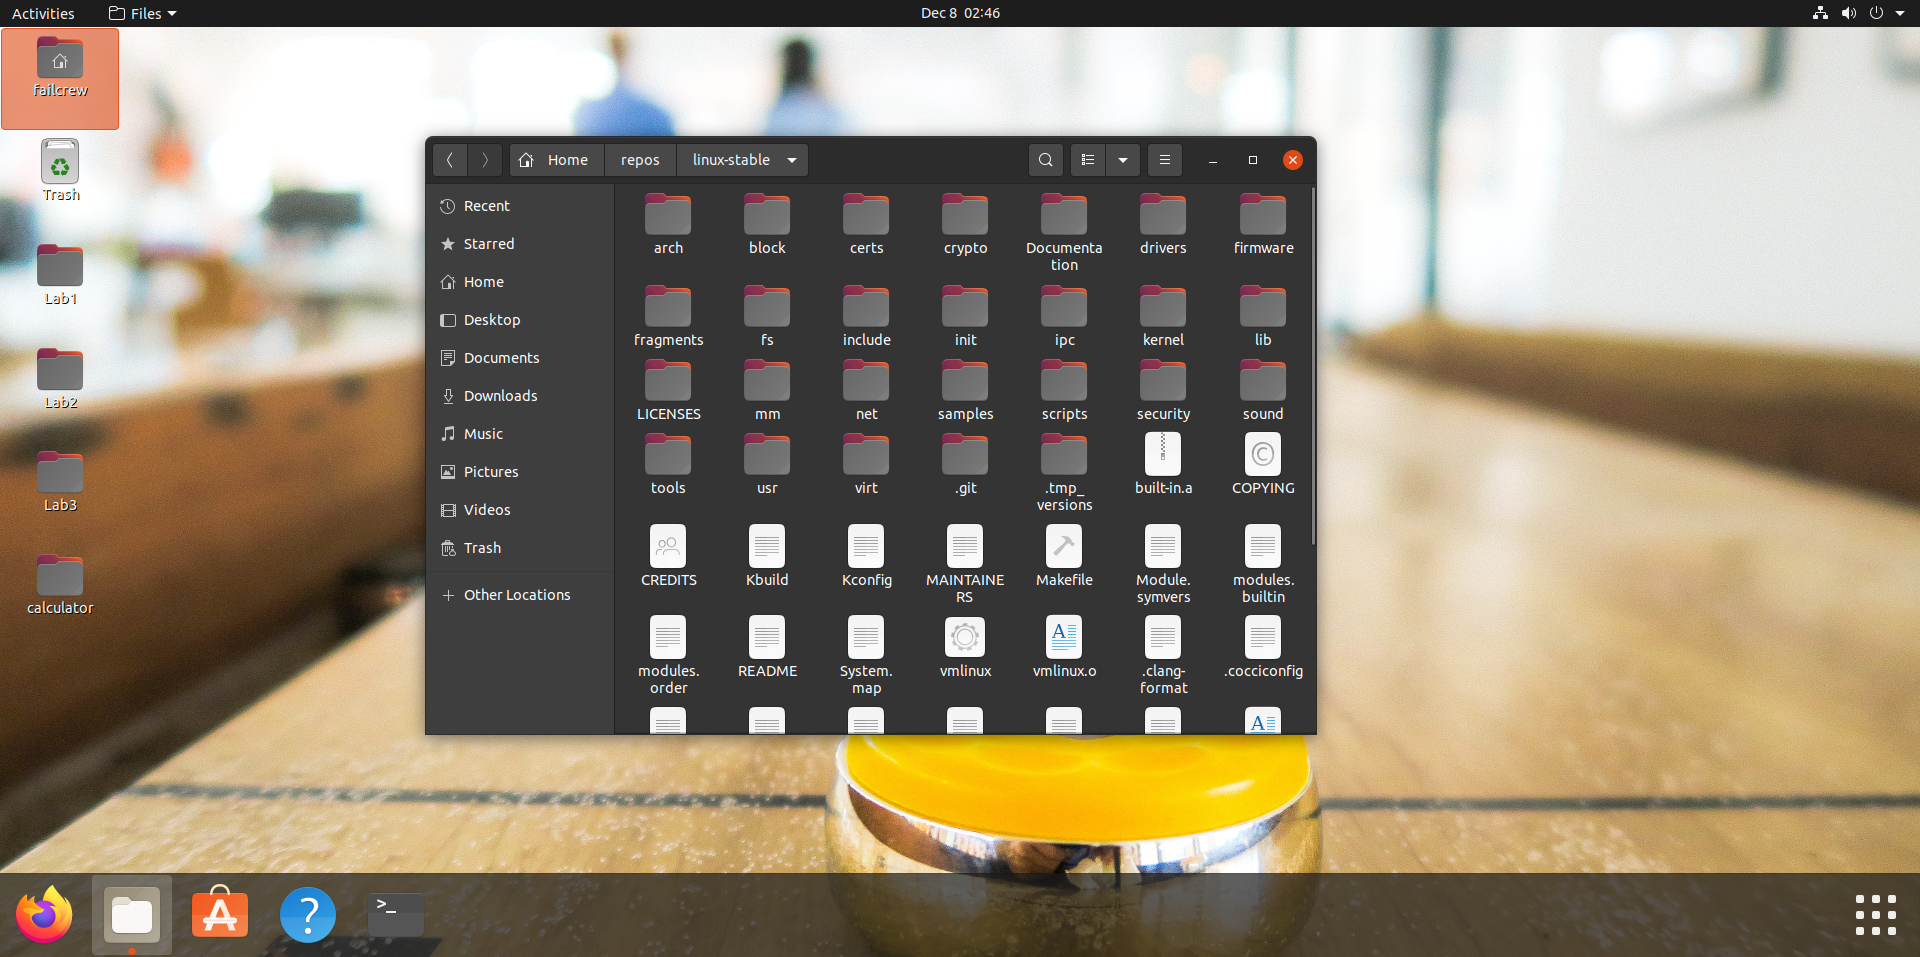 Activities
Files
Dec 8 02:46
failcrew
Trash
Lab1
Lab2
Lab3
calculator
Home
repos
linux-stable
Recent
Starred
Home
Desktop
Documents
Downloads
Music
Pictures
Videos
Trash
Other Locations
arch block certs crypto Documenta drivers firmware
tion
fragments fs include init ipc kernel lib
LICENSES mm net samples scripts security sound
tools usr virt .git .tmp_ built-in.a COPYING
versions
CREDITS Kbuild Kconfig MAINTAINE Makefile Module. modules.
RS symvers builtin
modules. README System. vmlinux vmlinux.o .clang- .cocciconfig
order map format